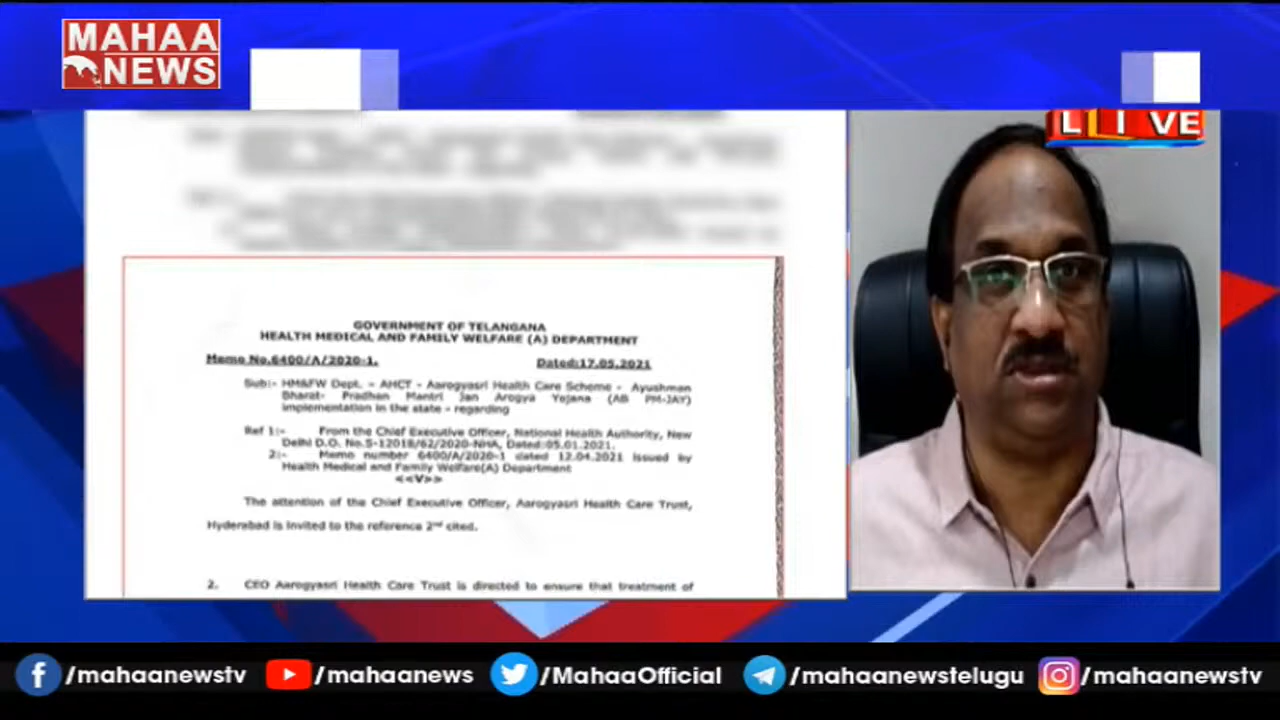 MAHAA
NEWS
LIVE
GOVERNMENT OF TELANGANA
HEALTH MEDICAL AND FAMILY WELFARE (A) DEPARTMENT
Memo No.6400/A/2020-1. Dated:17.05.2021
Sub:- HM&FW Dept. – AHCT - Aarogyasri Health Care Scheme - Ayushman
Bharat- Pradhan Mantri Jan Arogya Yojana (AB PM-JAY)
implementation in the state - regarding
Ref 1:- From the Chief Executive Officer, National Health Authority, New
Delhi D.O. No.S-12018/62/2020-NHA, Dated:05.01.2021.
2:- Memo number 6400/A/2020-1 dated 12.04.2021 issued by
Health Medical and Family Welfare(A) Department
<<V>>
The attention of the Chief Executive Officer, Aarogyasri Health Care Trust,
Hyderabad is invited to the reference 2nd cited.
2. CEO Aarogyasri Health Care Trust is directed to ensure that treatment of
/mahaanewstv /mahaanews /MahaaOfficial /mahaanewstelugu /mahaanewstv